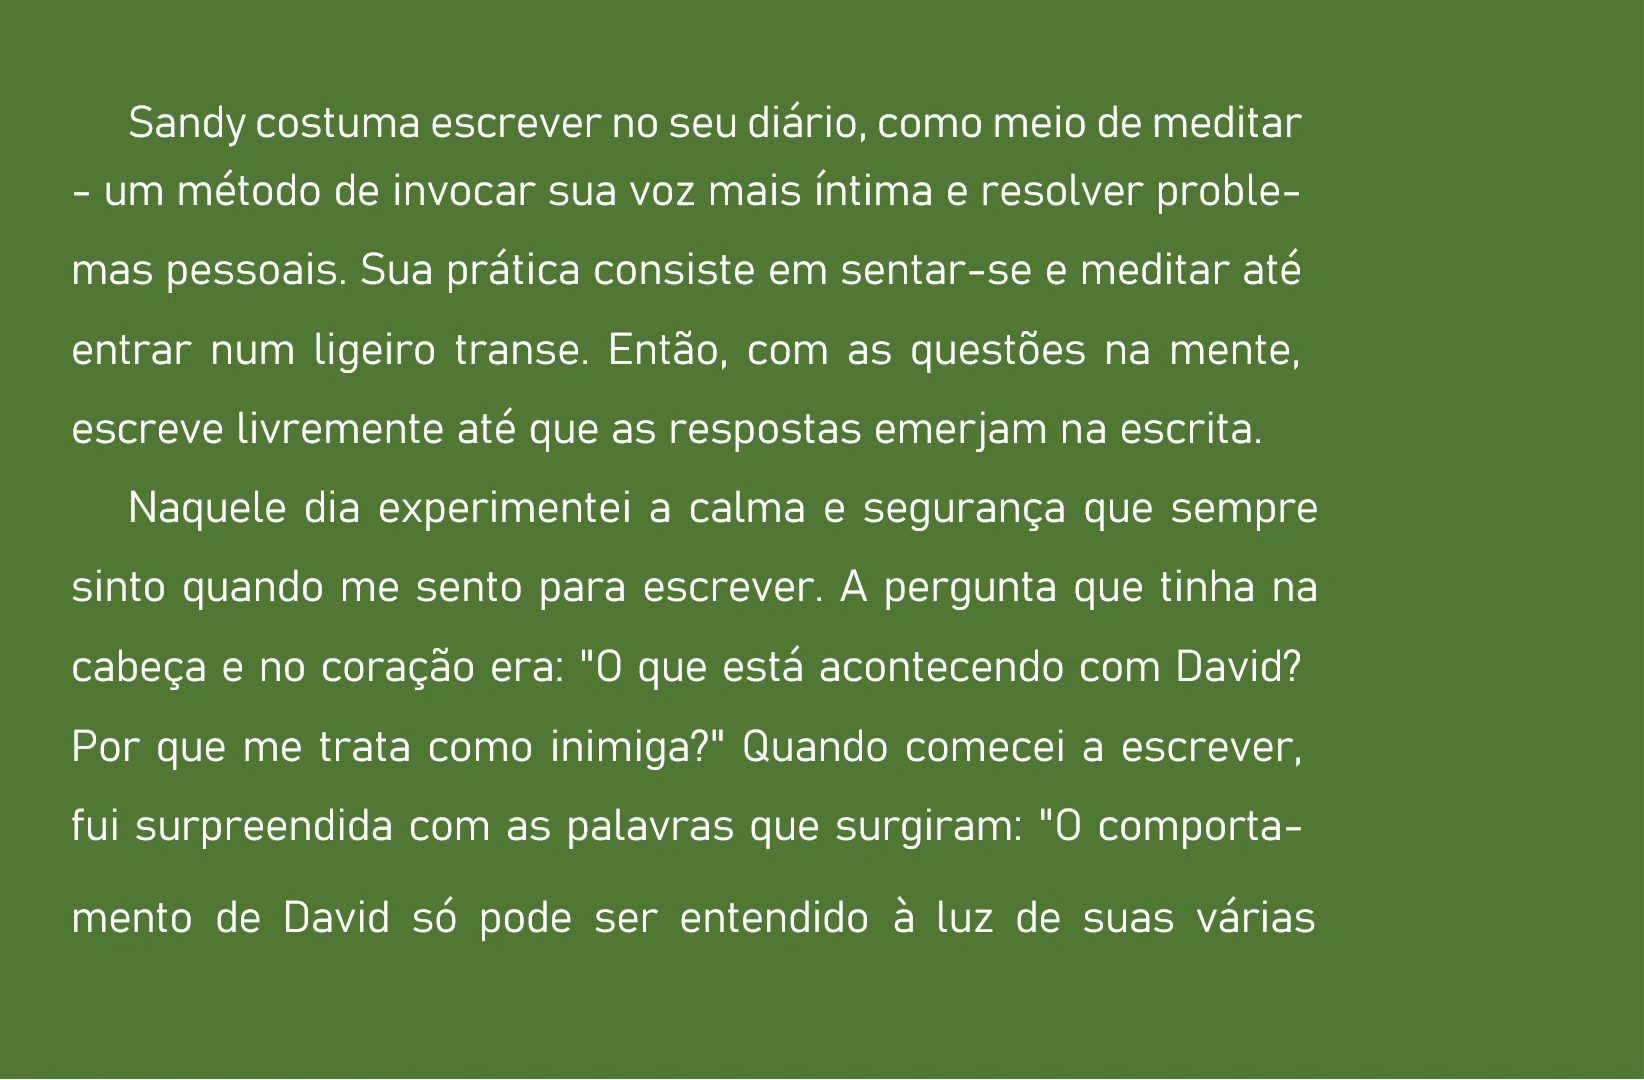 Sandy costuma escrever no seu diário, como meio de meditar
- um método de invocar sua voz mais íntima e resolver proble-
mas pessoais. Sua prática consiste em sentar-se e meditar até
entrar num ligeiro transe. Então, com as questões na mente,
escreve livremente até que as respostas emerjam na escrita.
Naquele dia experimentei a calma e segurança que sempre
sinto quando me sento para escrever. A pergunta que tinha na
cabeça e no coração era: "O que está acontecendo com David?
Por que me trata como inimiga?" Quando comecei a escrever,
fui surpreendida com as palavras que surgiram: "O comporta-
mento de David só pode ser entendido à luz de suas várias